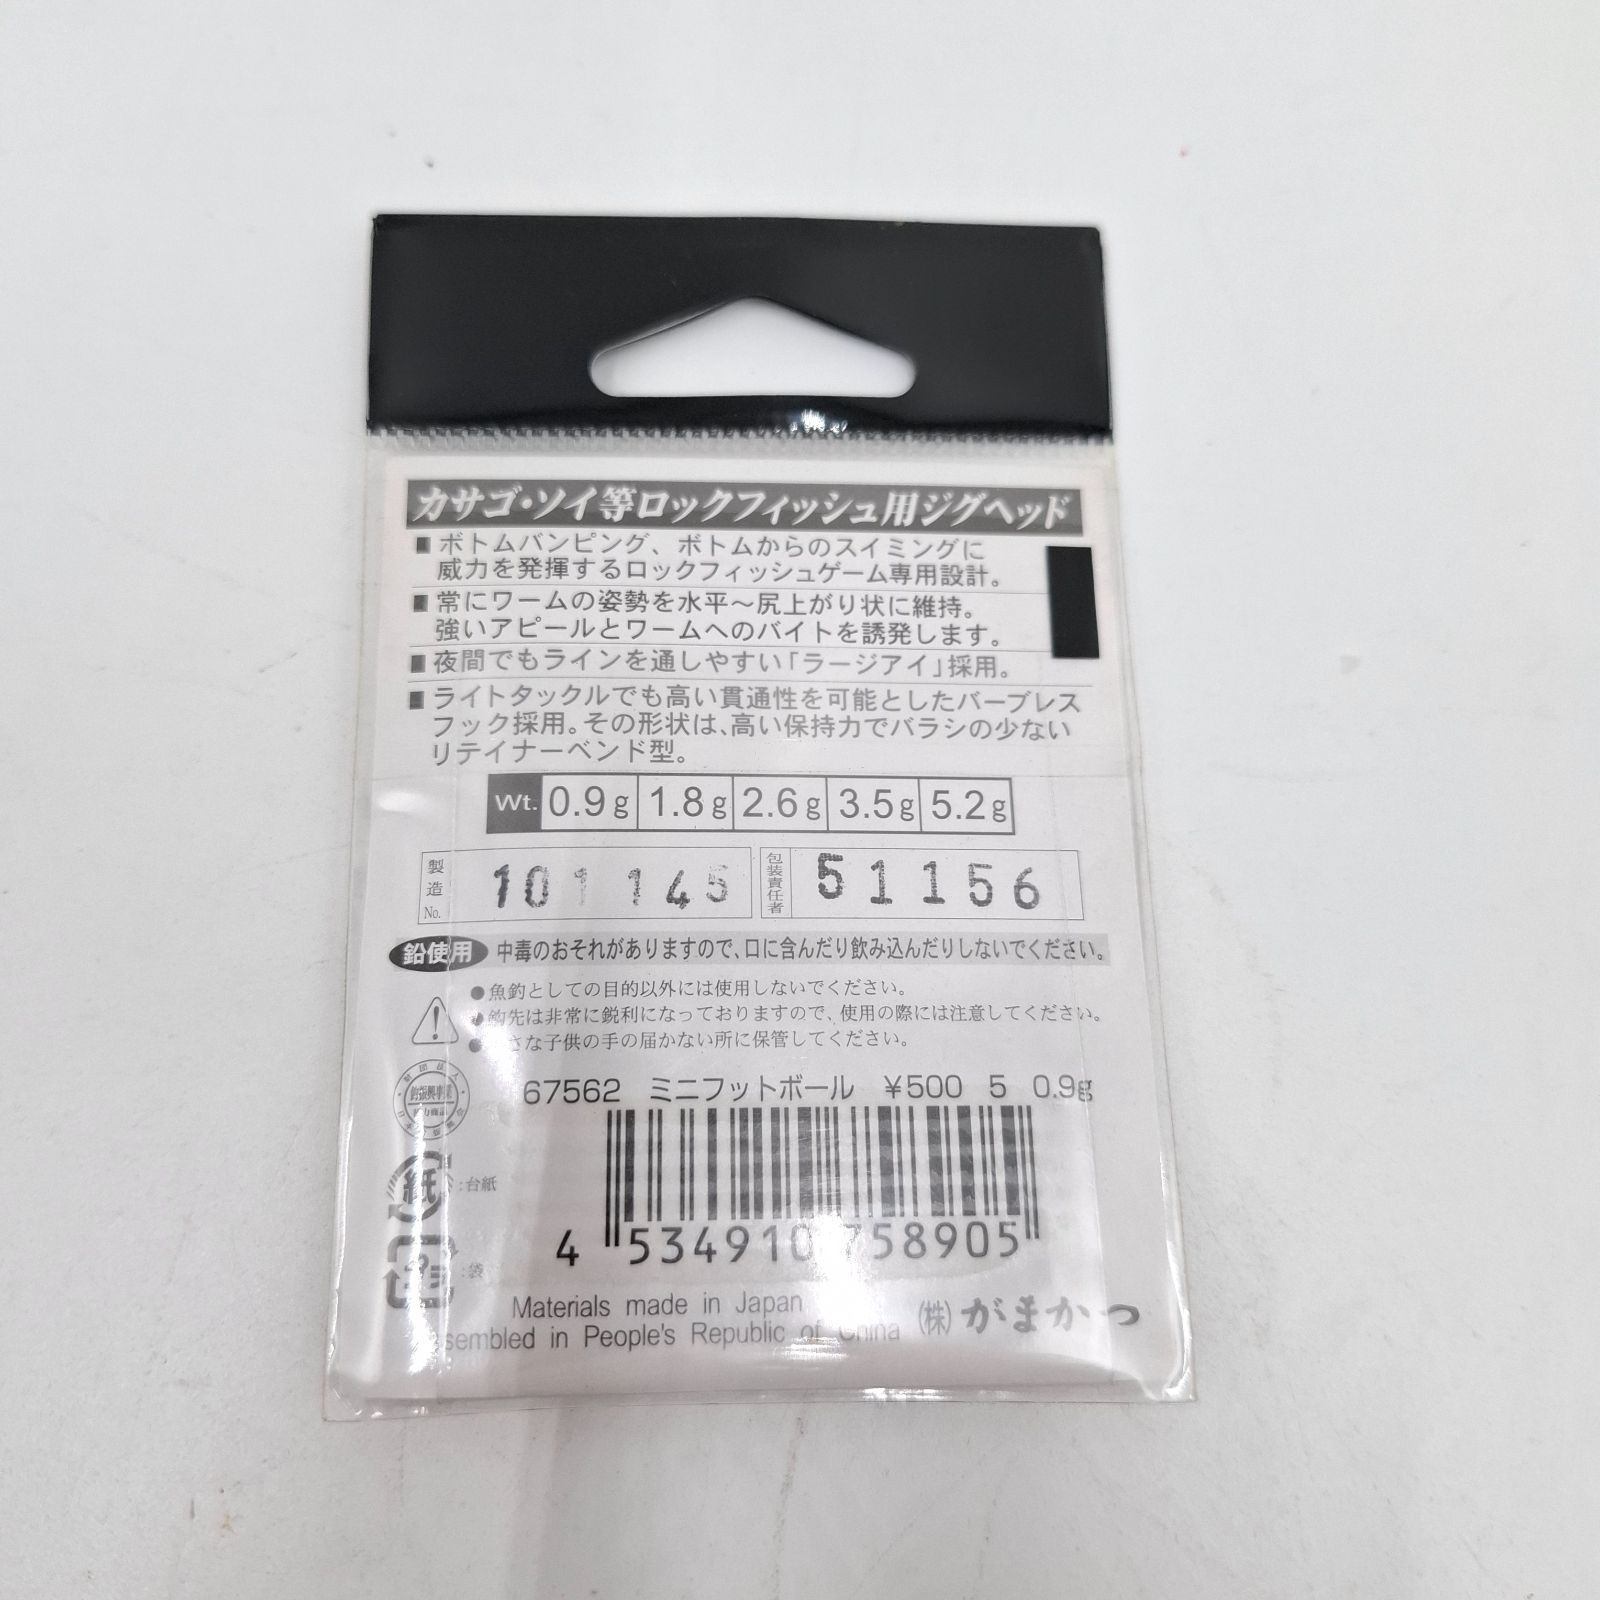 カサゴ・ソイ等ロックフィッシュ用ジグヘッド
■ボトムバンピング、ボトムからのスイミングに
威力を発揮するロックフィッシュゲーム専用設計。
■常にワームの姿勢を水平～尻上がり状に維持。
強いアピールとワームへのバイトを誘発します。
■夜間でもラインを通しやすい「ラージアイ」採用。
■ライトタックルでも高い貫通性を可能としたバーブレス
フック採用。その形状は、高い保持力でバラシの少ない
リテイナーベンド型。
Wt. 0.9g 1.8g 2.6g 3.5g 5.2g
製造No. 101145 包装責任者 51156
鉛使用 中毒のおそれがありますので、口に含んだり飲み込んだりしないでください。
●魚釣としての目的以外には使用しないでください。
●鈎先は非常に鋭利になっておりますので、使用の際には注意してください。
●さな子供の手の届かない所に保管してください。
67562 ミニフットボール ¥500 5 0.9g
紙 :台紙
:袋
4 534910 758905
Materials made in Japan
sembled in People's Republic of China
(株)がまかつ